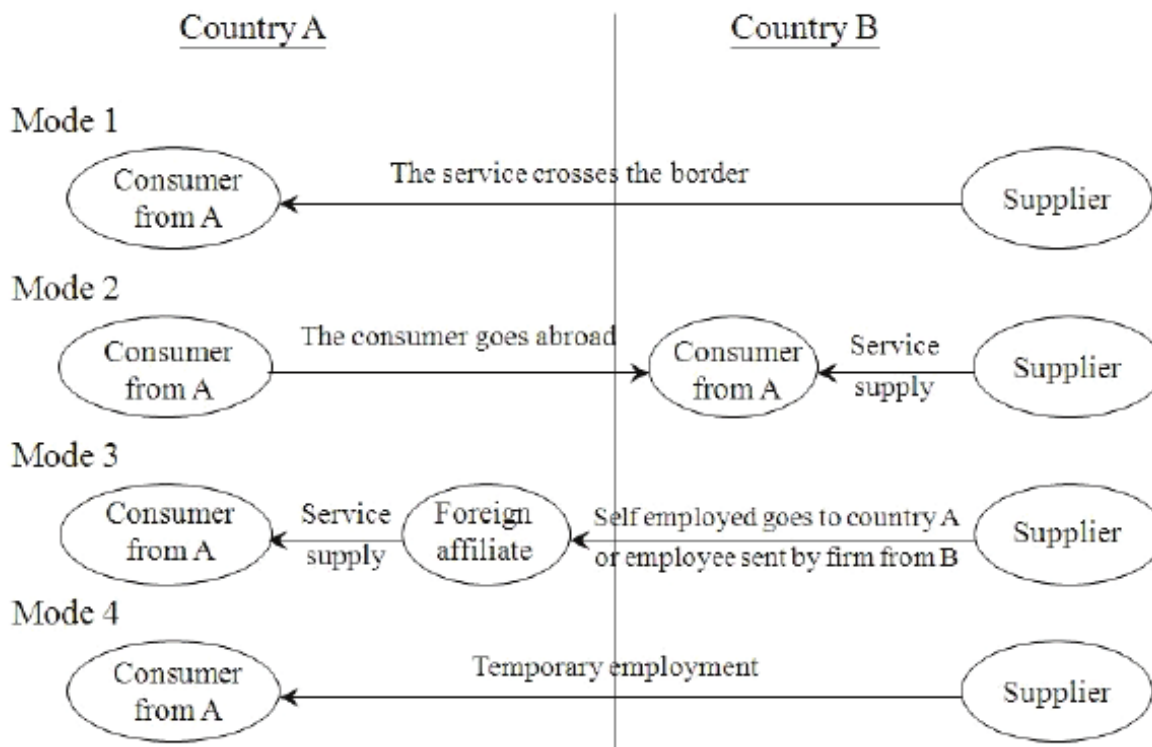 Country A
Country B
Mode 1
Consumer
from A
The service crosses the border
Supplier
Mode 2
Consumer
from A
The consumer goes abroad
Consumer
from A
Service
supply
Supplier
Mode 3
Consumer
from A
Service
supply
Foreign
affiliate
Self employed goes to country A
or employee sent by firm from B
Supplier
Mode 4
Consumer
from A
Temporary employment
Supplier